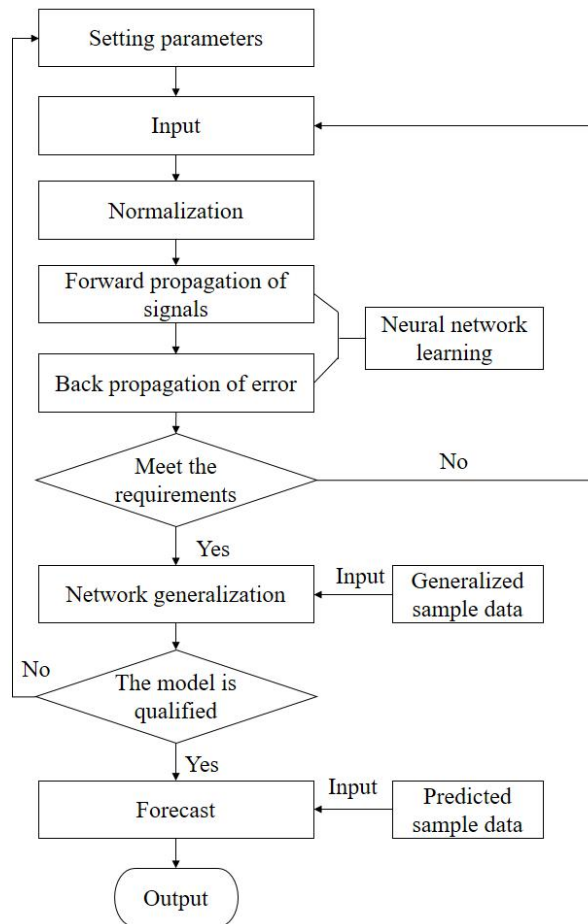 Setting parameters
Input
Normalization
Forward propagation of
signals
Neural network
learning
Back propagation of error
Meet the
requirements
No
Yes
Network generalization
Input
Generalized
sample data
No
The model is
qualified
Yes
Forecast
Input
Predicted
sample data
Output